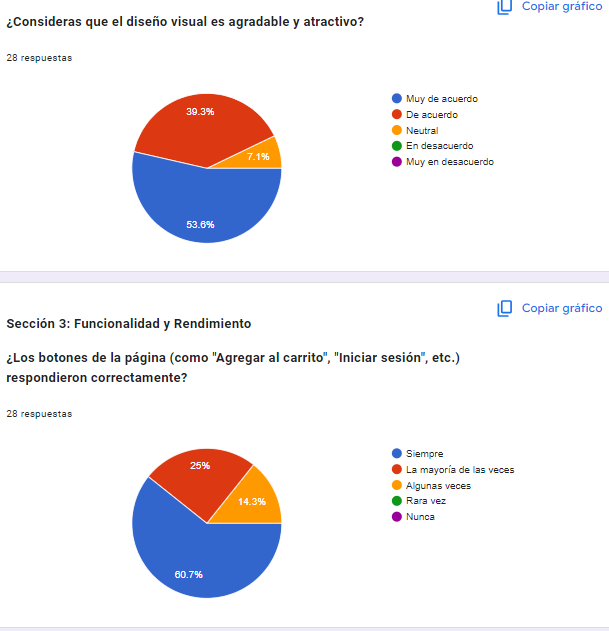 Copiar gráfico
¿Consideras que el diseño visual es agradable y atractivo?
28 respuestas
Muy de acuerdo
De acuerdo
Neutral
En desacuerdo
Muy en desacuerdo
39.3%
7.1%
53.6%
Copiar gráfico
Sección 3: Funcionalidad y Rendimiento
¿Los botones de la página (como "Agregar al carrito", "Iniciar sesión", etc.)
respondieron correctamente?
28 respuestas
Siempre
La mayoría de las veces
Algunas veces
Rara vez
Nunca
25%
14.3%
60.7%